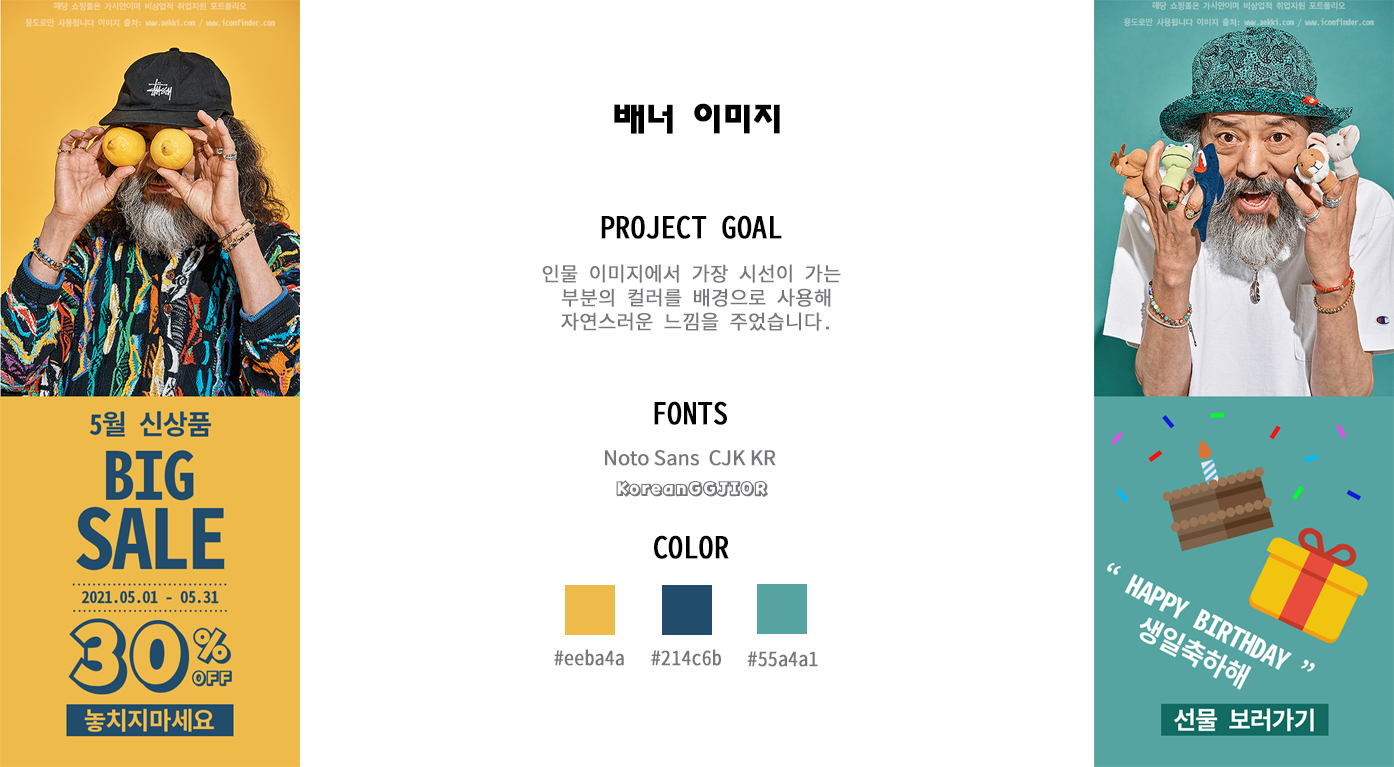 해당 쇼핑몰은 가시안이며 비상업적 취업지원 포트폴리오
용도로만 사용됩니다 이미지 출처: www.aekki.com / www.iconfinder.com
5월 신상품
BIG
SALE
2021.05.01 - 05.31
30%
OFF
놓치지마세요
배너 이미지
PROJECT GOAL
인물 이미지에서 가장 시선이 가는
부분의 컬러를 배경으로 사용해
자연스러운 느낌을 주었습니다.
FONTS
Noto Sans CJK KR
KoreanGGJI0R
COLOR
#eeba4a #214c6b #55a4a1
해당 쇼핑몰은 가시안이며 비상업적 취업지원 포트폴리오
용도로만 사용됩니다 이미지 출처: www.aekki.com / www.iconfinder.com
“ HAPPY BIRTHDAY ”
생일축하해
선물 보러가기